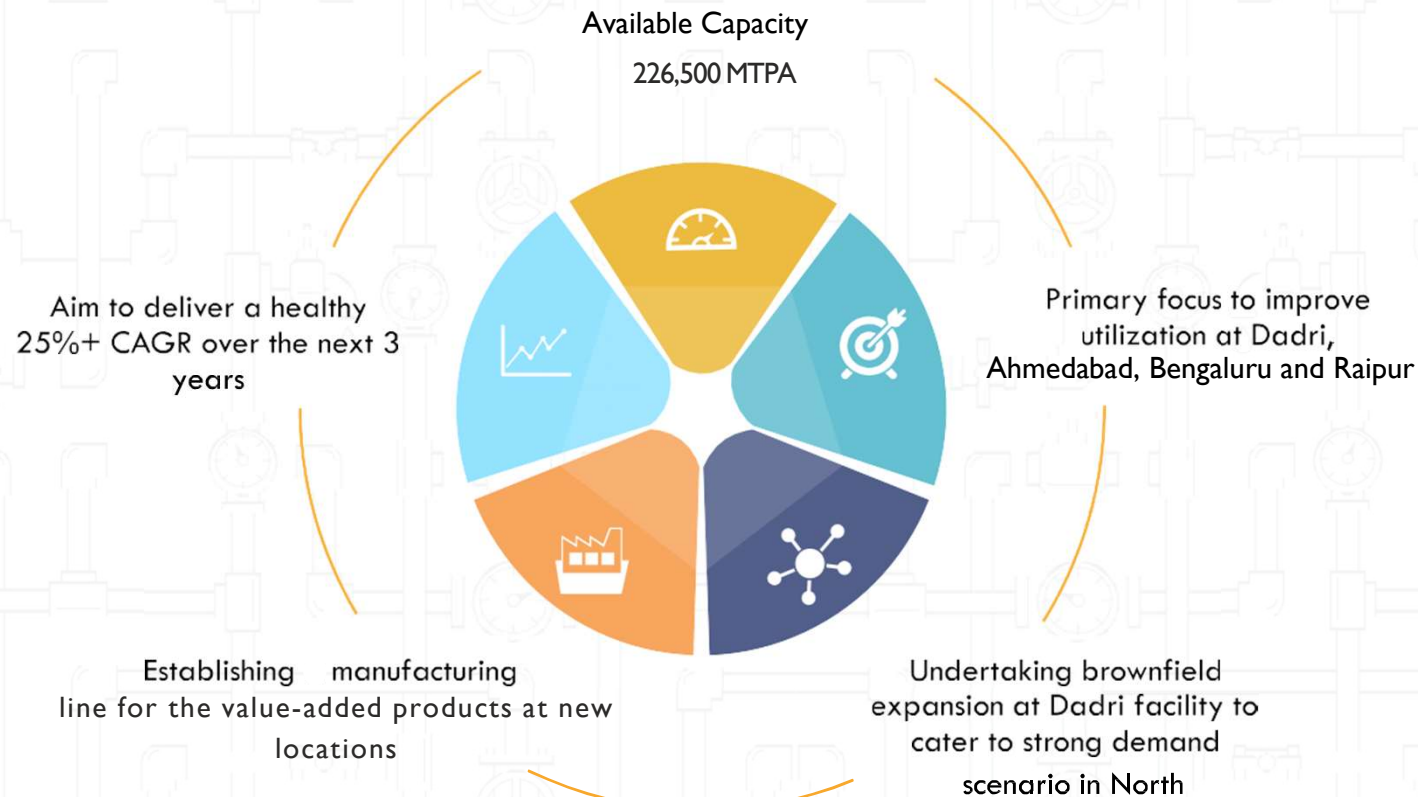 Available Capacity
226,500 MTPA
Primary focus to improve
utilization at Dadri,
Ahmedabad, Bengaluru and Raipur
Undertaking brownfield
expansion at Dadri facility to
cater to strong demand
scenario in North
Establishing manufacturing
line for the value-added products at new
locations
Aim to deliver a healthy
25%+ CAGR over the next 3
years